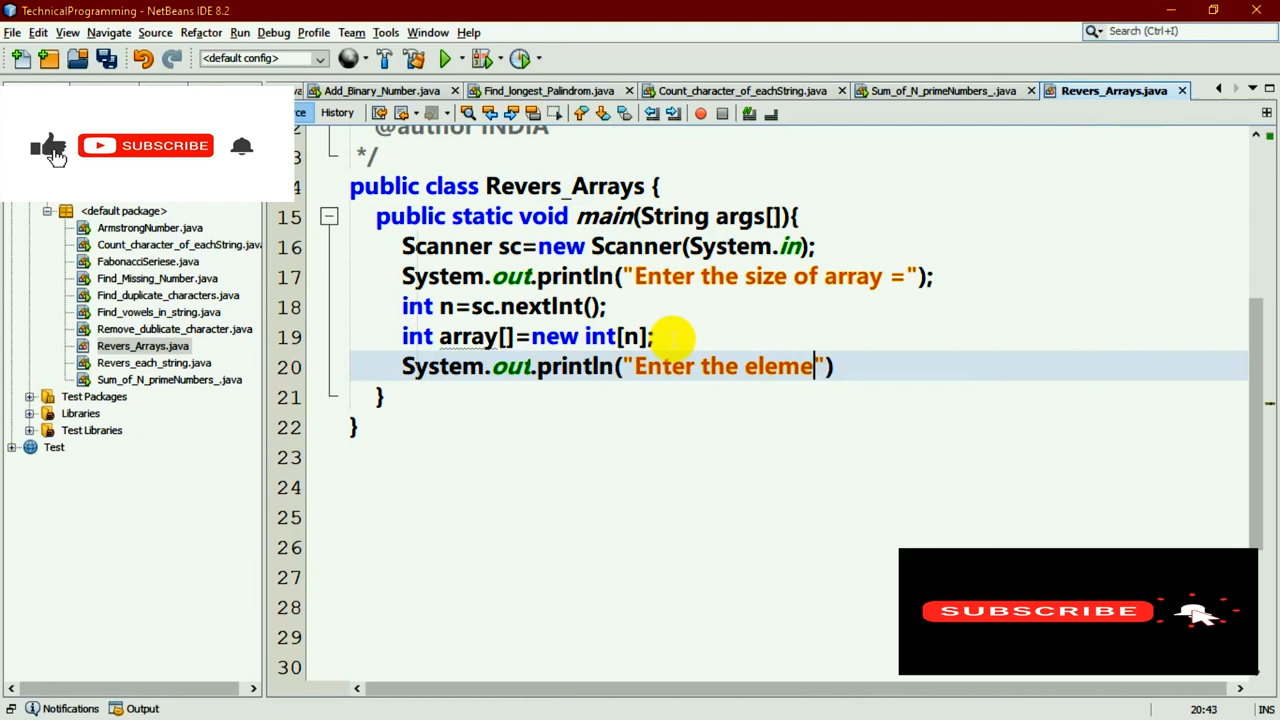 TechnicalProgramming - NetBeans IDE 8.2
File Edit View Navigate Source Refactor Run Debug Profile Team Tools Window Help
Search (Ctrl+I)
<default config>
Add_Binary_Number.java Find_longest_Palindrom.java Count_character_of_eachString.java Sum_of_N_primeNumbers_.java Revers_Arrays.java
History
SUBSCRIBE
<default package>
ArmstrongNumber.java
Count_character_of_eachString.java
FabonacciSeriese.java
Find_Missing_Number.java
Find_duplicate_characters.java
Find_vowels_in_string.java
Remove_dublicate_character.java
Revers_Arrays.java
Revers_each_string.java
Sum_of_N_primeNumbers_.java
Test Packages
Libraries
Test Libraries
Test
@author INDIA
3 */
4 public class Revers_Arrays {
15 public static void main(String args[]){
16 Scanner sc=new Scanner(System.in);
17 System.out.println("Enter the size of array =");
18 int n=sc.nextInt();
19 int array[]=new int[n];
20 System.out.println("Enter the eleme")
21 }
22 }
23
24
25
26
27
28
29
30
SUBSCRIBE
Notifications Output
20:43 INS